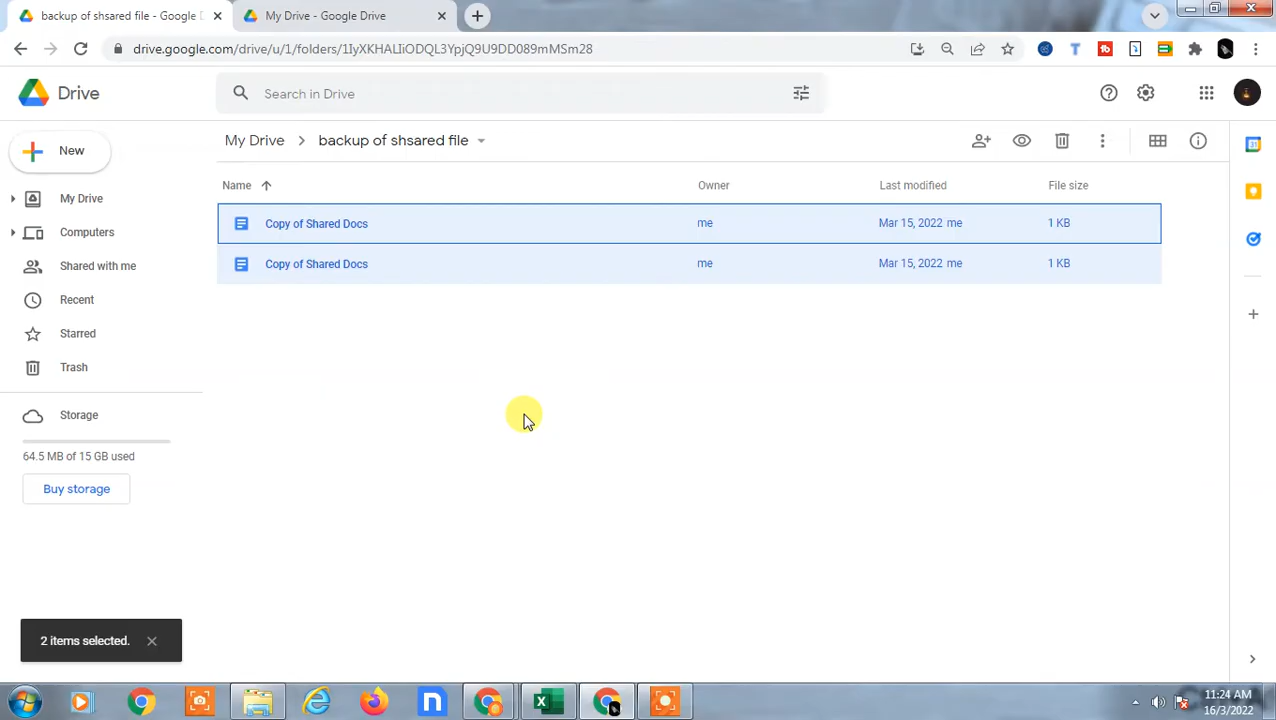 backup of shsared file - Google D
My Drive - Google Drive
drive.google.com/drive/u/1/folders/1IyXKHALIiODQL3YpjQ9U9DD089mMSm28
Drive
Search in Drive
New
My Drive > backup of shsared file
Name
Owner
Last modified
File size
Copy of Shared Docs
me
Mar 15, 2022 me
1 KB
Copy of Shared Docs
me
Mar 15, 2022 me
1 KB
My Drive
Computers
Shared with me
Recent
Starred
Trash
Storage
64.5 MB of 15 GB used
Buy storage
2 items selected.
31
11:24 AM
16/3/2022